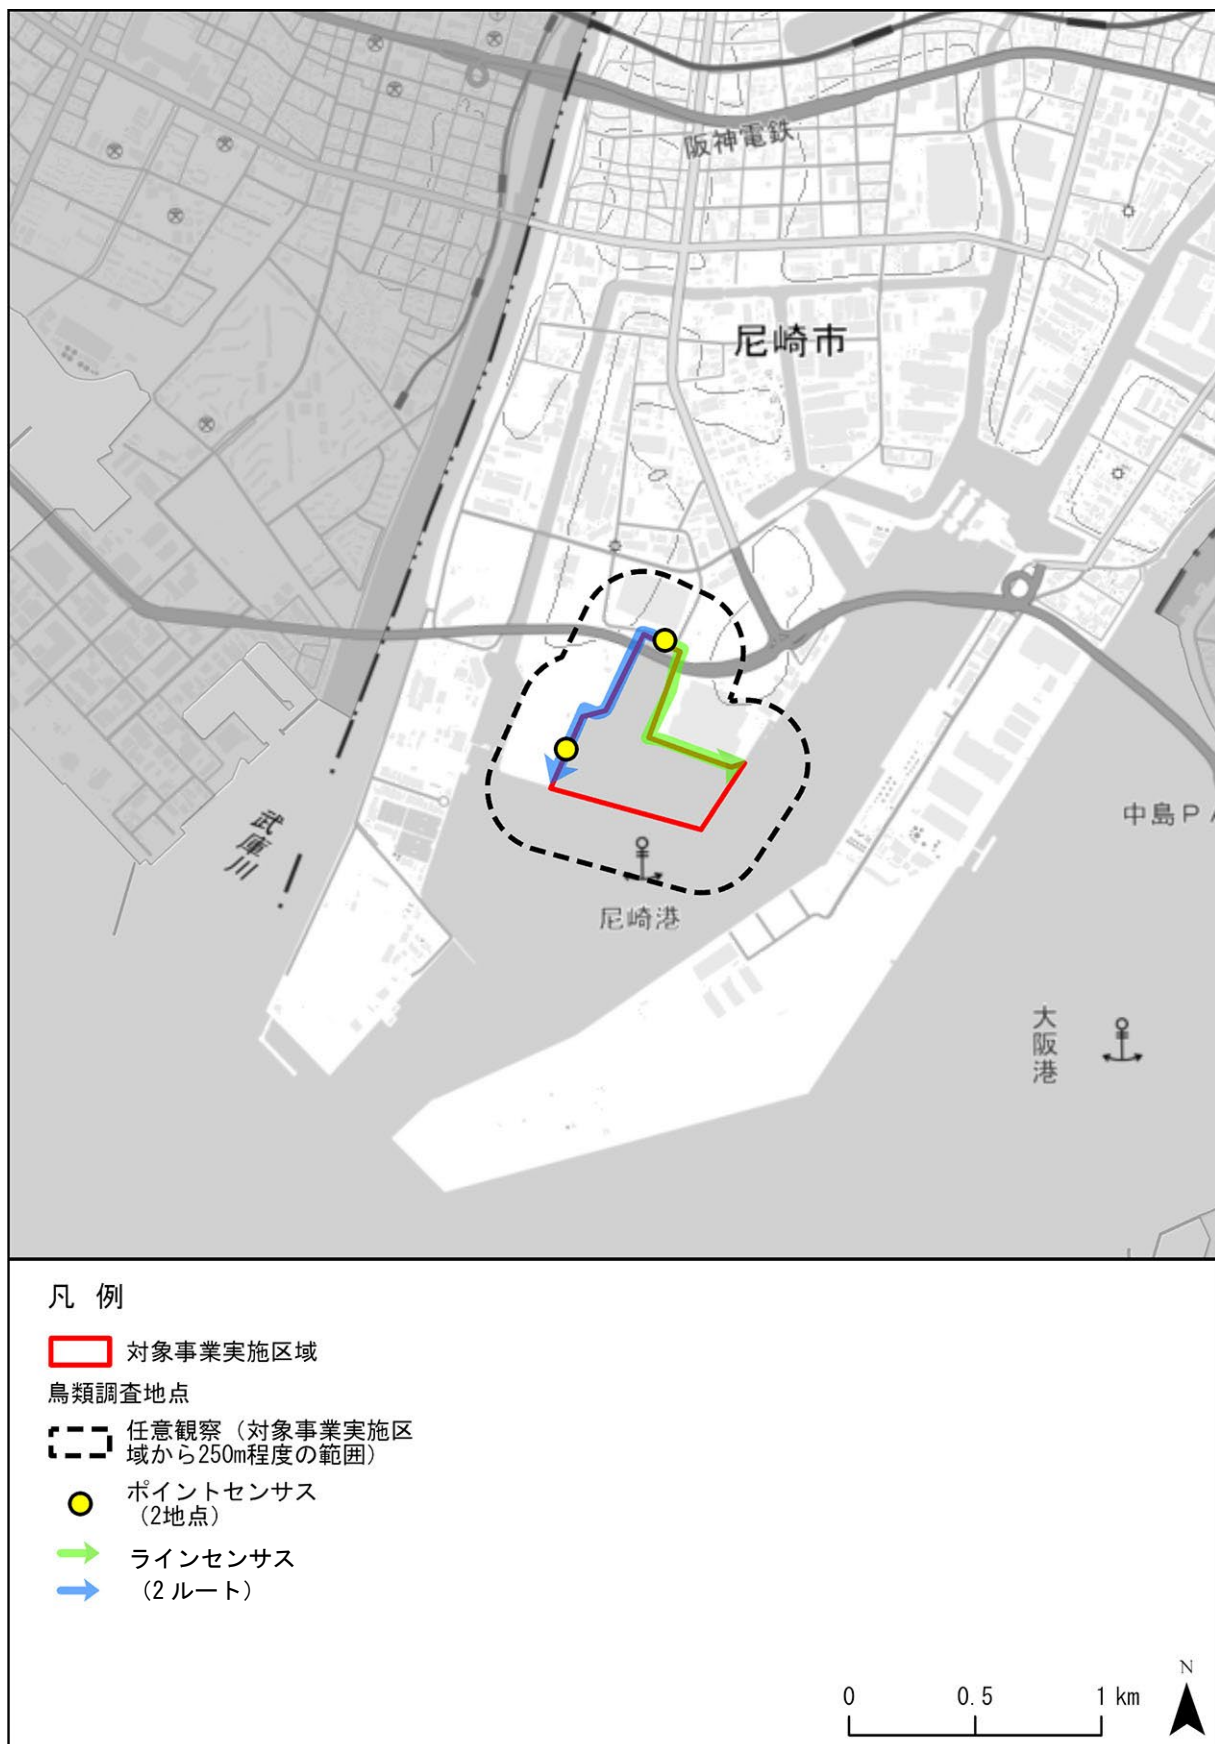 阪神電鉄
尼崎市
中島PA
武庫川
尼崎港
大阪港
凡 例
対象事業実施区域
鳥類調査地点
任意観察（対象事業実施区
域から250m程度の範囲）
ポイントセンサス
（2地点）
ラインセンサス
（2 ルート）
N
0 0.5 1 km